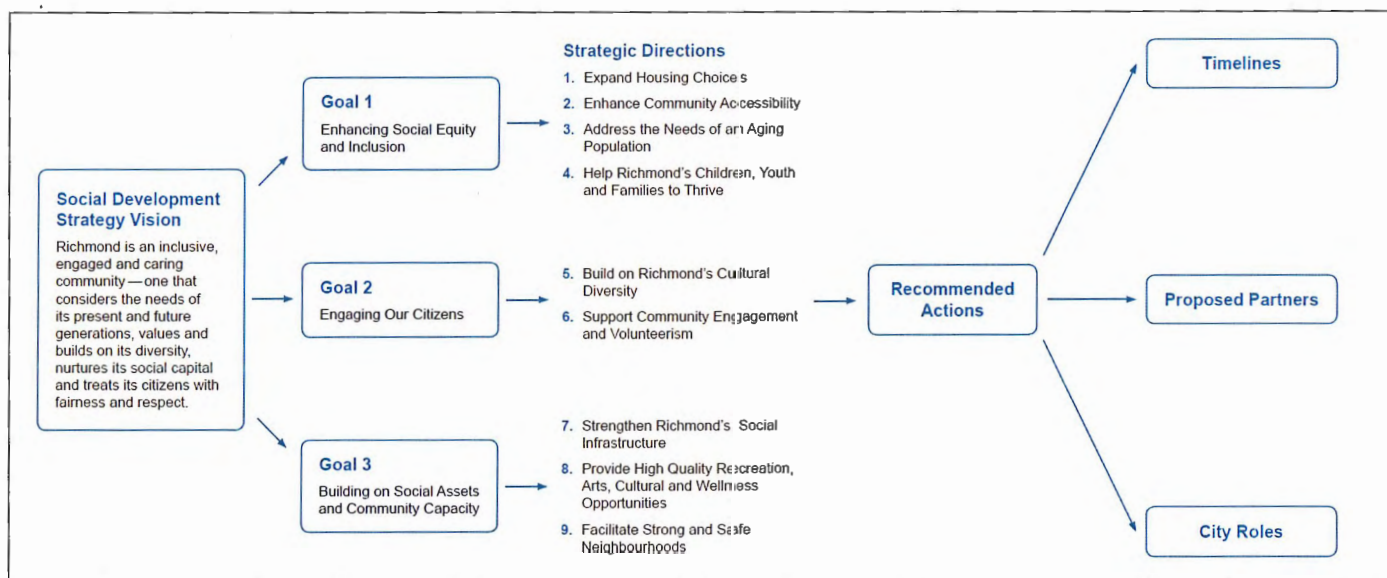 Social Development
Strategy Vision
Richmond is an inclusive,
engaged and caring
community—one that
considers the needs of
its present and future
generations, values and
builds on its diversity,
nurtures its social capital
and treats its citizens with
fairness and respect.
Goal 1
Enhancing Social Equity
and Inclusion
Goal 2
Engaging Our Citizens
Goal 3
Building on Social Assets
and Community Capacity
Strategic Directions
1. Expand Housing Choices
2. Enhance Community Accessibility
3. Address the Needs of an Aging
Population
4. Help Richmond's Children, Youth
and Families to Thrive
5. Build on Richmond's Cultural
Diversity
6. Support Community Engagement
and Volunteerism
7. Strengthen Richmond's Social
Infrastructure
8. Provide High Quality Recreation,
Arts, Cultural and Wellness
Opportunities
9. Facilitate Strong and Safe
Neighbourhoods
Recommended
Actions
Timelines
Proposed Partners
City Roles